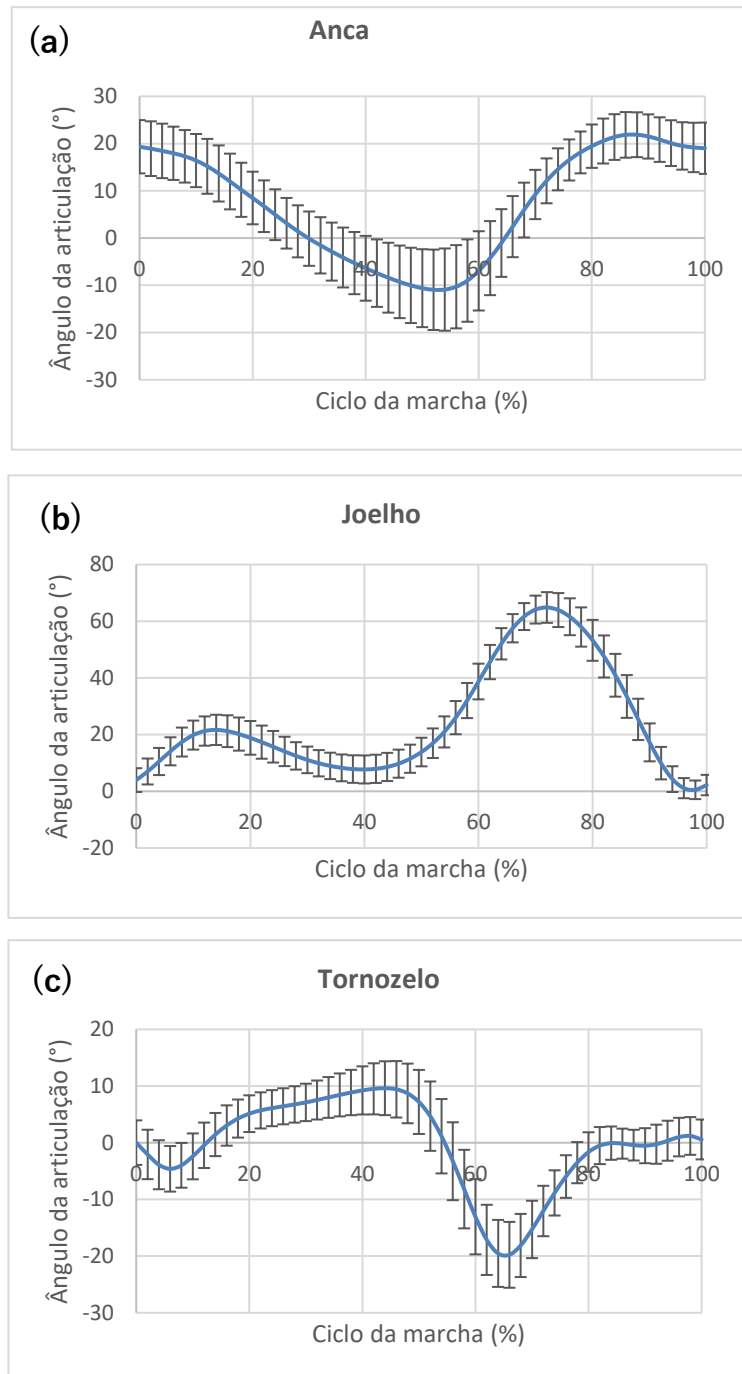 (a)
Anca
Ângulo da articulação (°)
30
20
10
0
-10
-20
-30
0 20 40 60 80 100
Ciclo da marcha (%)
(b)
Joelho
Ângulo da articulação (°)
80
60
40
20
0
-20
0 20 40 60 80 100
Ciclo da marcha (%)
(c)
Tornozelo
Ângulo da articulação (°)
20
10
0
-10
-20
-30
0 20 40 60 80 100
Ciclo da marcha (%)